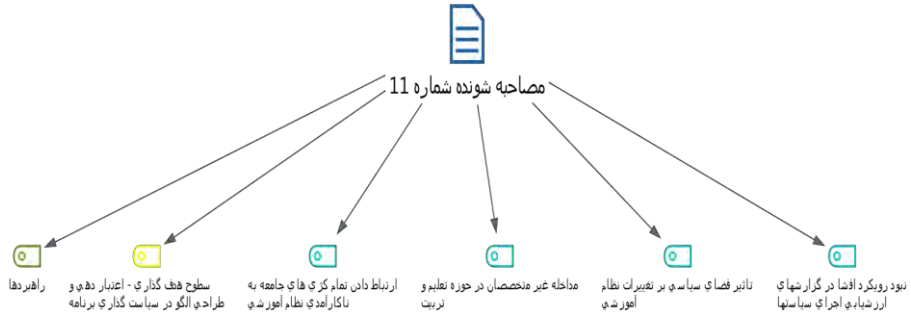 مصاحبه شونده شماره 11
نبود رويكرد افشا در گزارشهاي
ارزشيابي اجراي سياستها
تاثير فضاي سياسي بر تغييرات نظام
آموزشي
مداخله غير متخصصان در حوزه تعليم و
تربيت
ارتباط دادن تمام كژي هاي جامعه به
ناكارآمدي نظام آموزشي
سطوح هدف گذاري - اعتبار دهي و
طراحي الگو در سياست گذاري برنامه
راهبردها